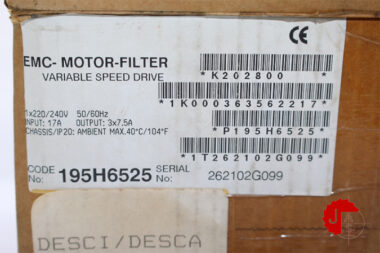 EMC- MOTOR-FILTER
VARIABLE SPEED DRIVE
CE
*K202800*
*1K000363562217*
1x220/240V 50/60Hz
INPUT: 17A OUTPUT: 3x7.5A
CHASSIS/IP20: AMBIENT MAX.40°C/104°F
*P195H6525*
*1T262102G099*
CODE No: 195H6525 SERIAL No: 262102G099
DESCI/DESCA